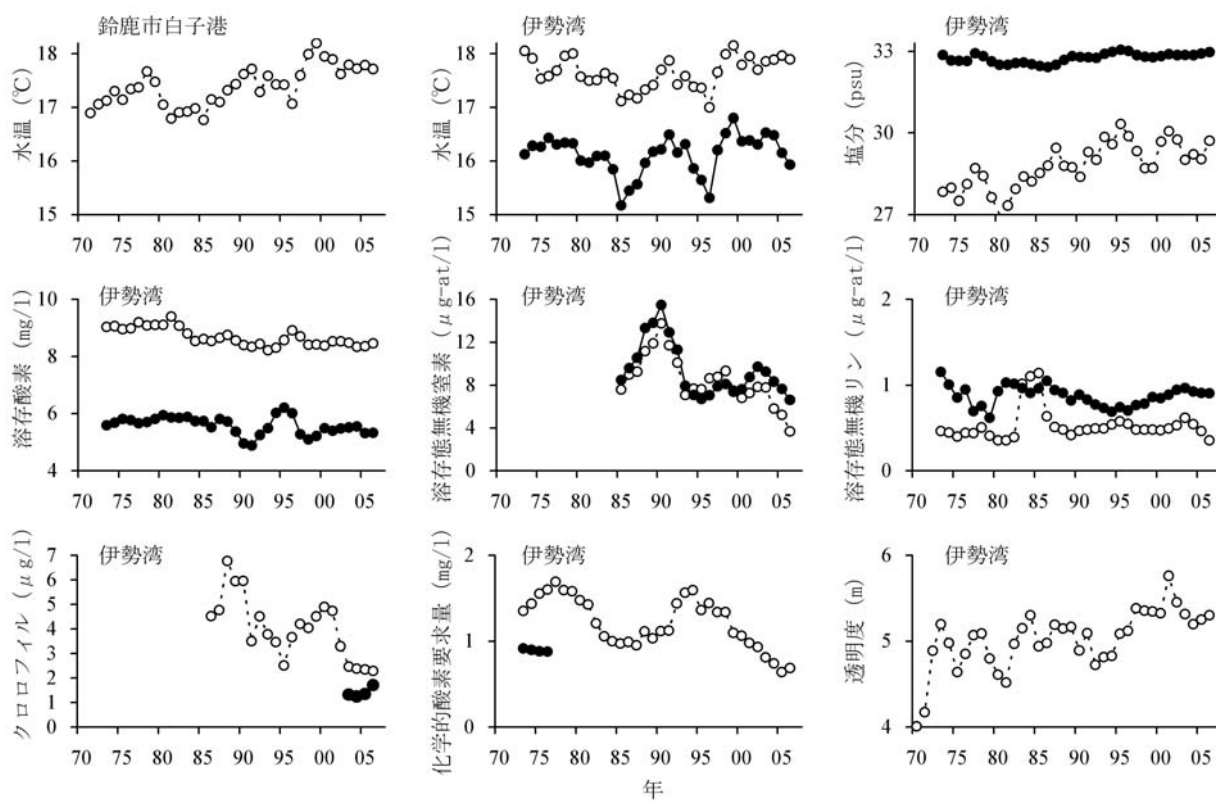 鈴鹿市白子港
水温 (℃)
18
17
16
15
70 75 80 85 90 95 00 05
伊勢湾
水温 (℃)
18
17
16
15
70 75 80 85 90 95 00 05
伊勢湾
塩分 (psu)
33
30
27
70 75 80 85 90 95 00 05
伊勢湾
溶存酸素 (mg/l)
10
8
6
4
70 75 80 85 90 95 00 05
伊勢湾
溶存態無機窒素 (μg-at/l)
16
12
8
4
0
70 75 80 85 90 95 00 05
伊勢湾
溶存態無機リン (μg-at/l)
2
1
0
70 75 80 85 90 95 00 05
伊勢湾
クロロフィル (μg/l)
7
6
5
4
3
2
1
0
70 75 80 85 90 95 00 05
伊勢湾
化学的酸素要求量 (mg/l)
2
1
0
70 75 80 85 90 95 00 05
伊勢湾
透明度 (m)
6
5
4
70 75 80 85 90 95 00 05
年